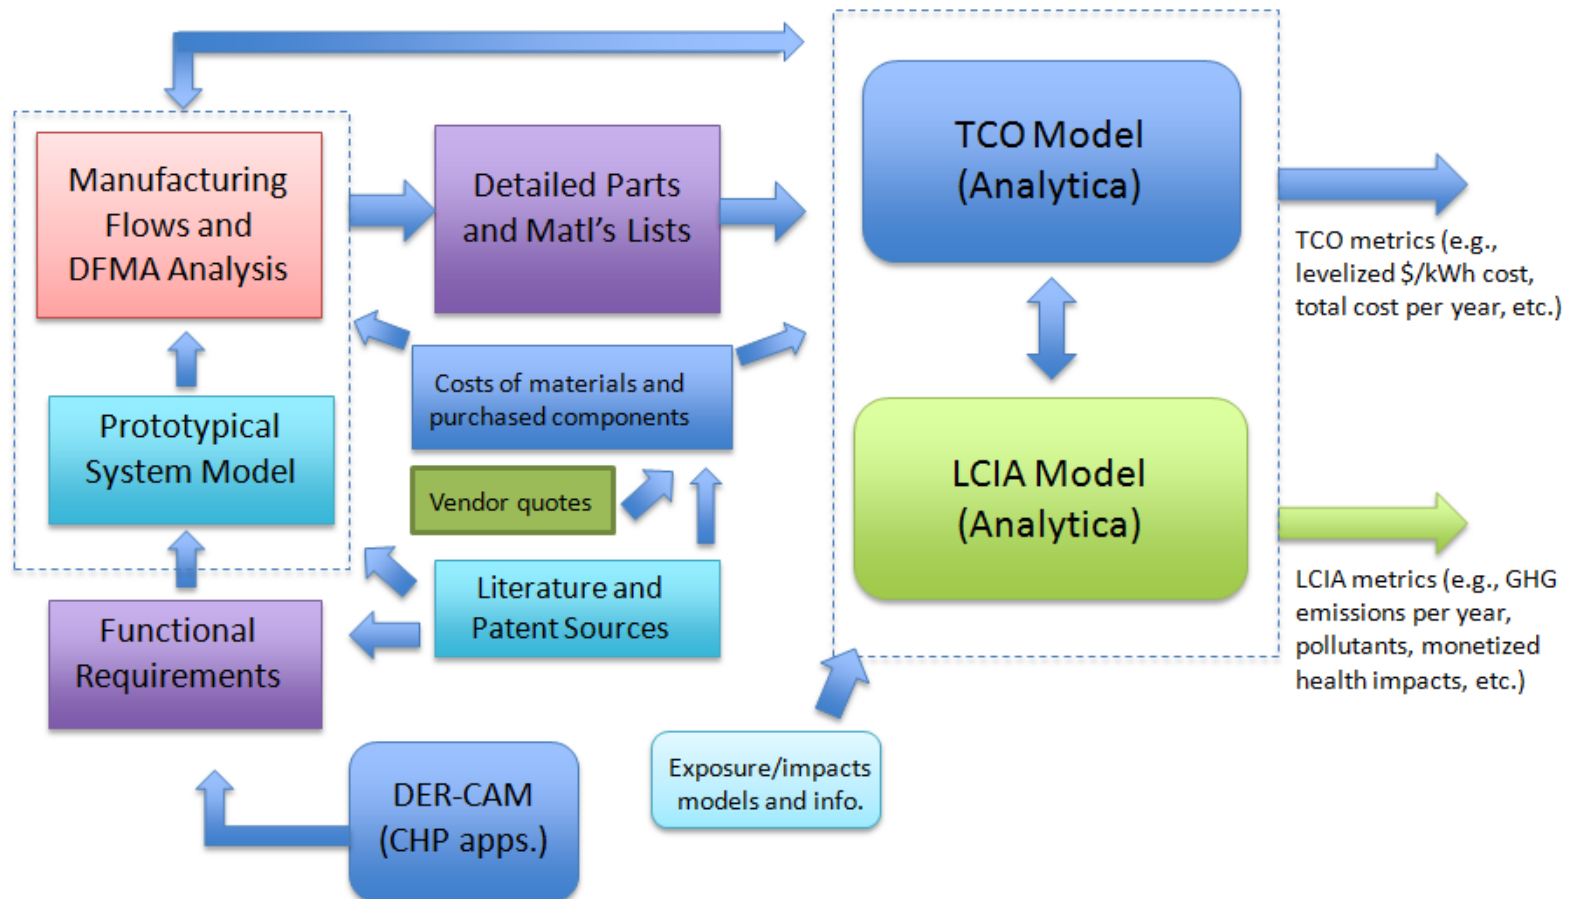 Manufacturing
Flows and
DFMA Analysis
Detailed Parts
and Matl's Lists
TCO Model
(Analytica)
TCO metrics (e.g.,
levelized $/kWh cost,
total cost per year, etc.)
Costs of materials and
purchased components
Prototypical
System Model
Vendor quotes
LCIA Model
(Analytica)
Literature and
Patent Sources
Functional
Requirements
LCIA metrics (e.g., GHG
emissions per year,
pollutants, monetized
health impacts, etc.)
DER-CAM
(CHP apps.)
Exposure/impacts
models and info.